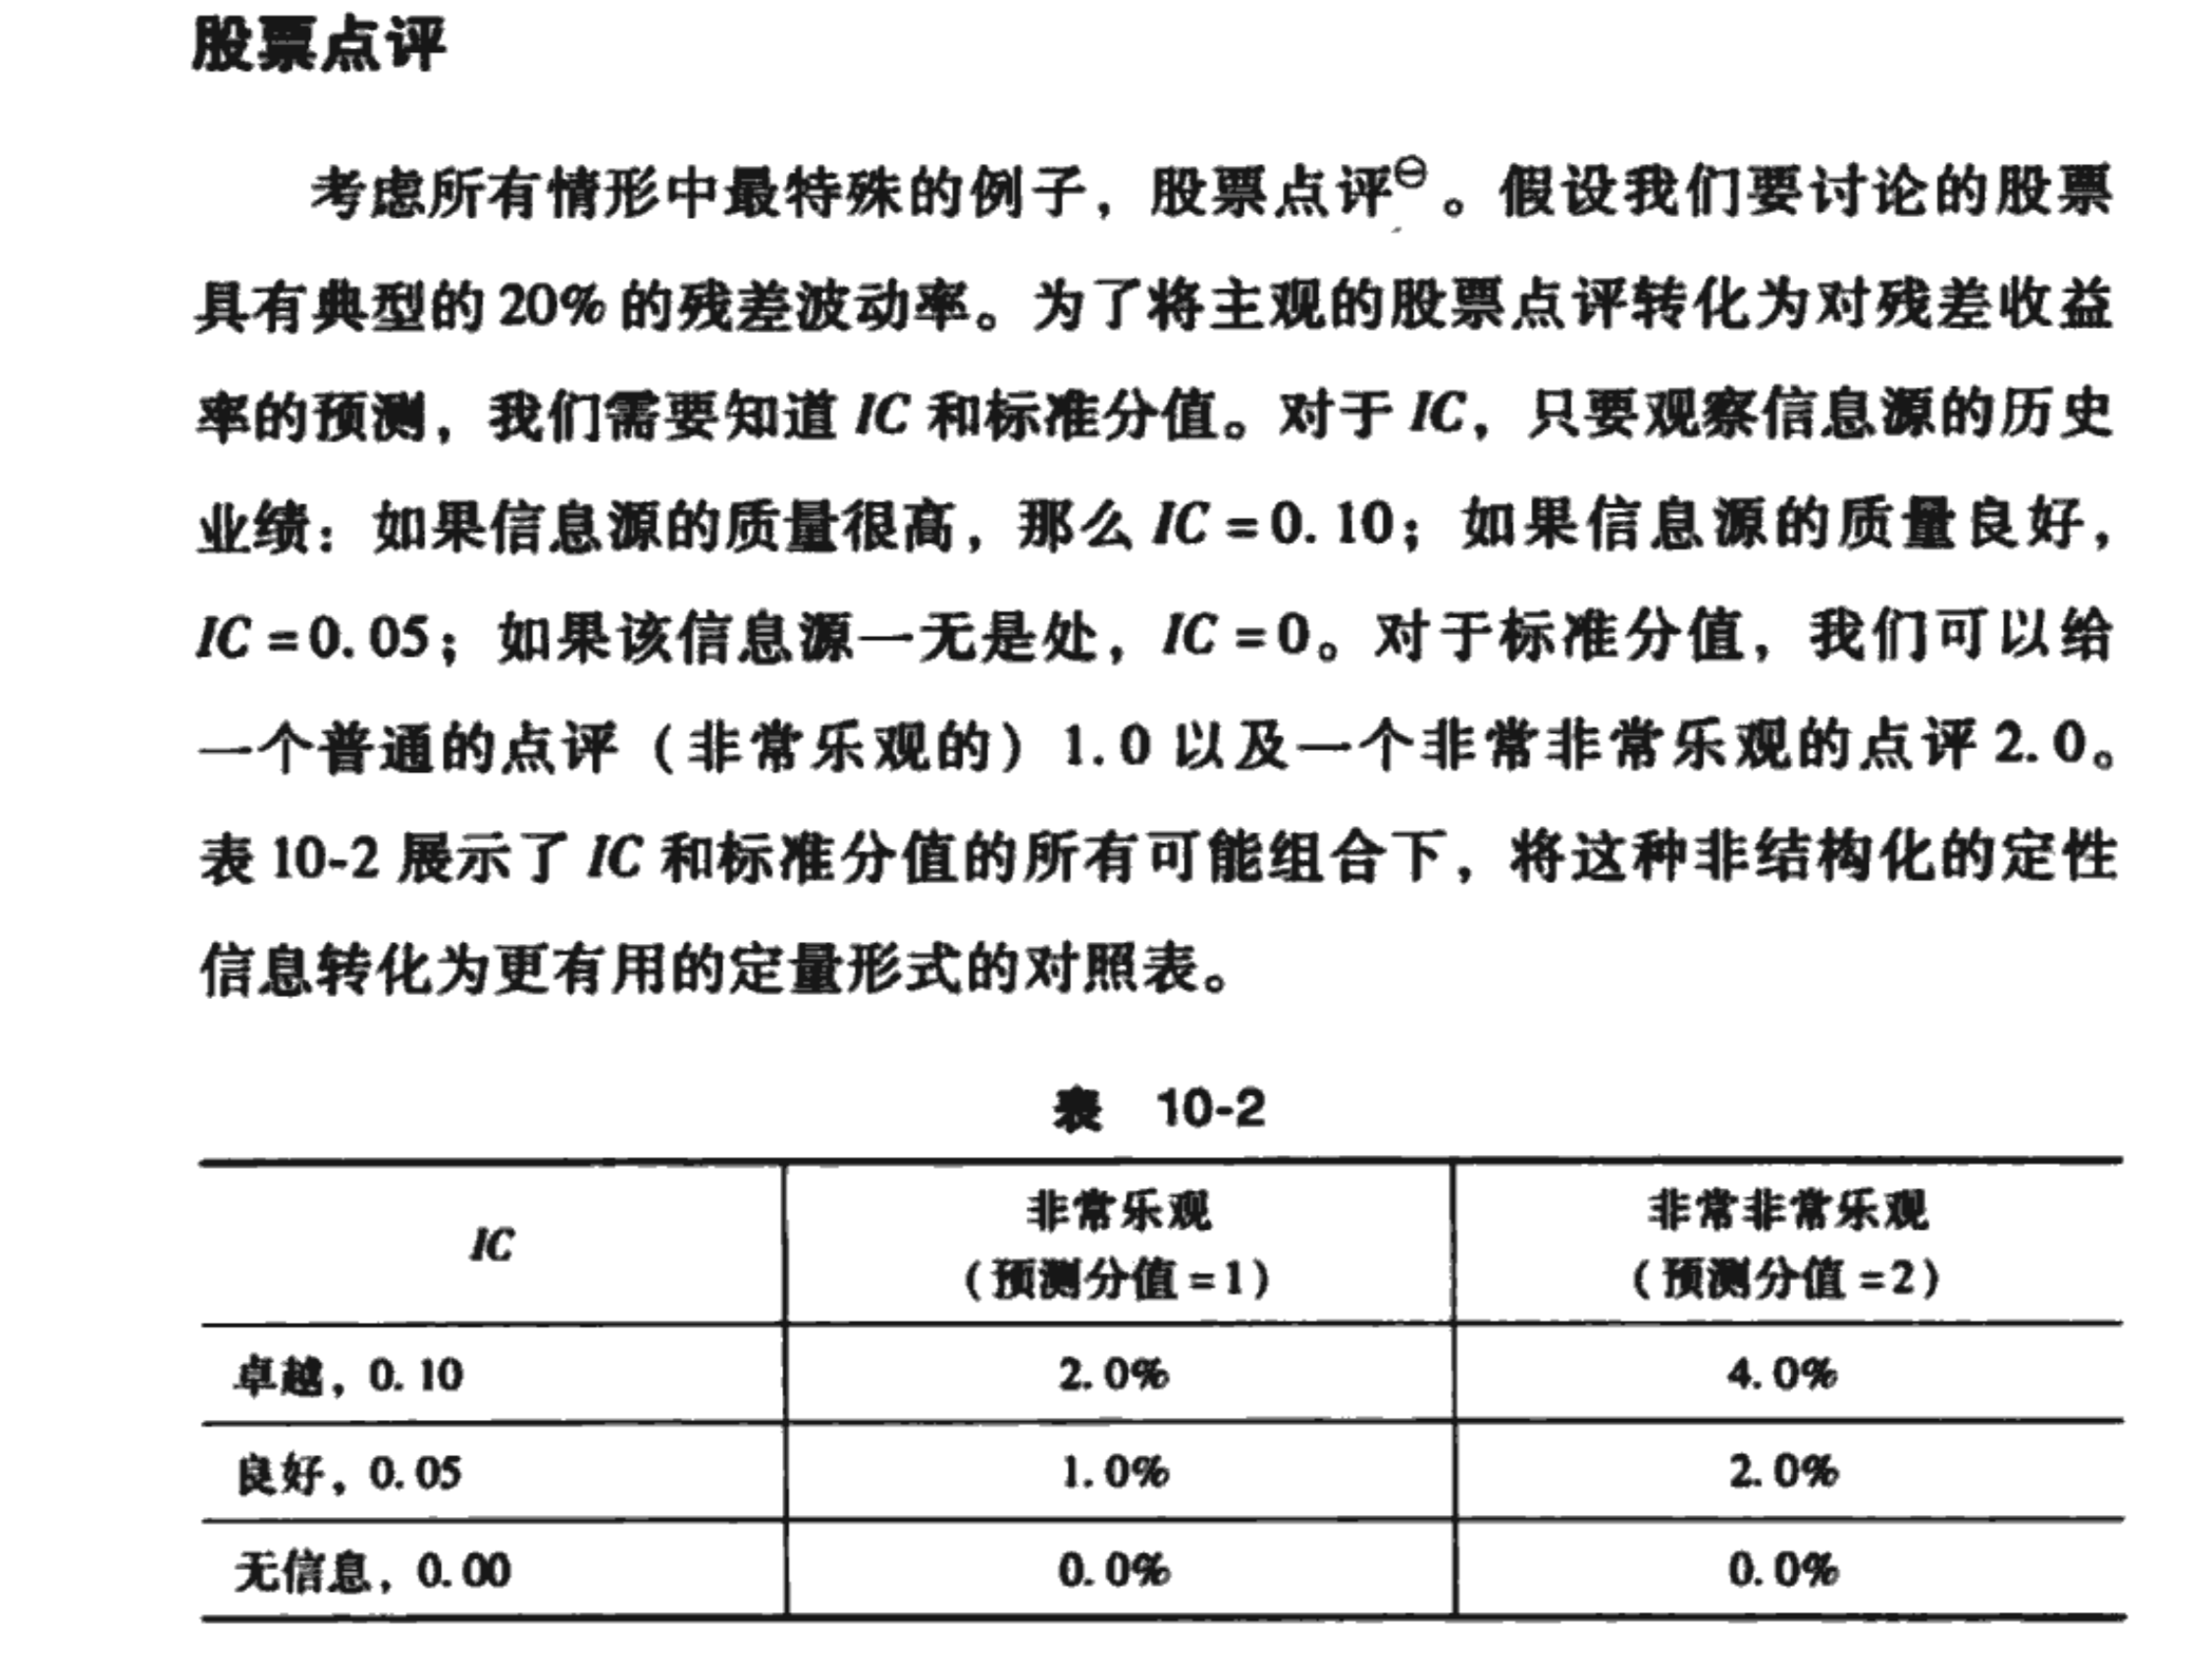 股票点评
考虑所有情形中最特殊的例子，股票点评㊀。假设我们要讨论的股票
具有典型的20%的残差波动率。为了将主观的股票点评转化为对残差收益
率的预测，我们需要知道IC和标准分值。对于IC，只要观察信息源的历史
业绩：如果信息源的质量很高，那么IC=0.10；如果信息源的质量良好，
IC=0.05；如果该信息源一无是处，IC=0。对于标准分值，我们可以给
一个普通的点评（非常乐观的）1.0以及一个非常非常乐观的点评2.0。
表10-2展示了IC和标准分值的所有可能组合下，将这种非结构化的定性
信息转化为更有用的定量形式的对照表。
表 10-2
IC 非常乐观（预测分值=1） 非常非常乐观（预测分值=2）
卓越，0.10 2.0% 4.0%
良好，0.05 1.0% 2.0%
无信息，0.00 0.0% 0.0%